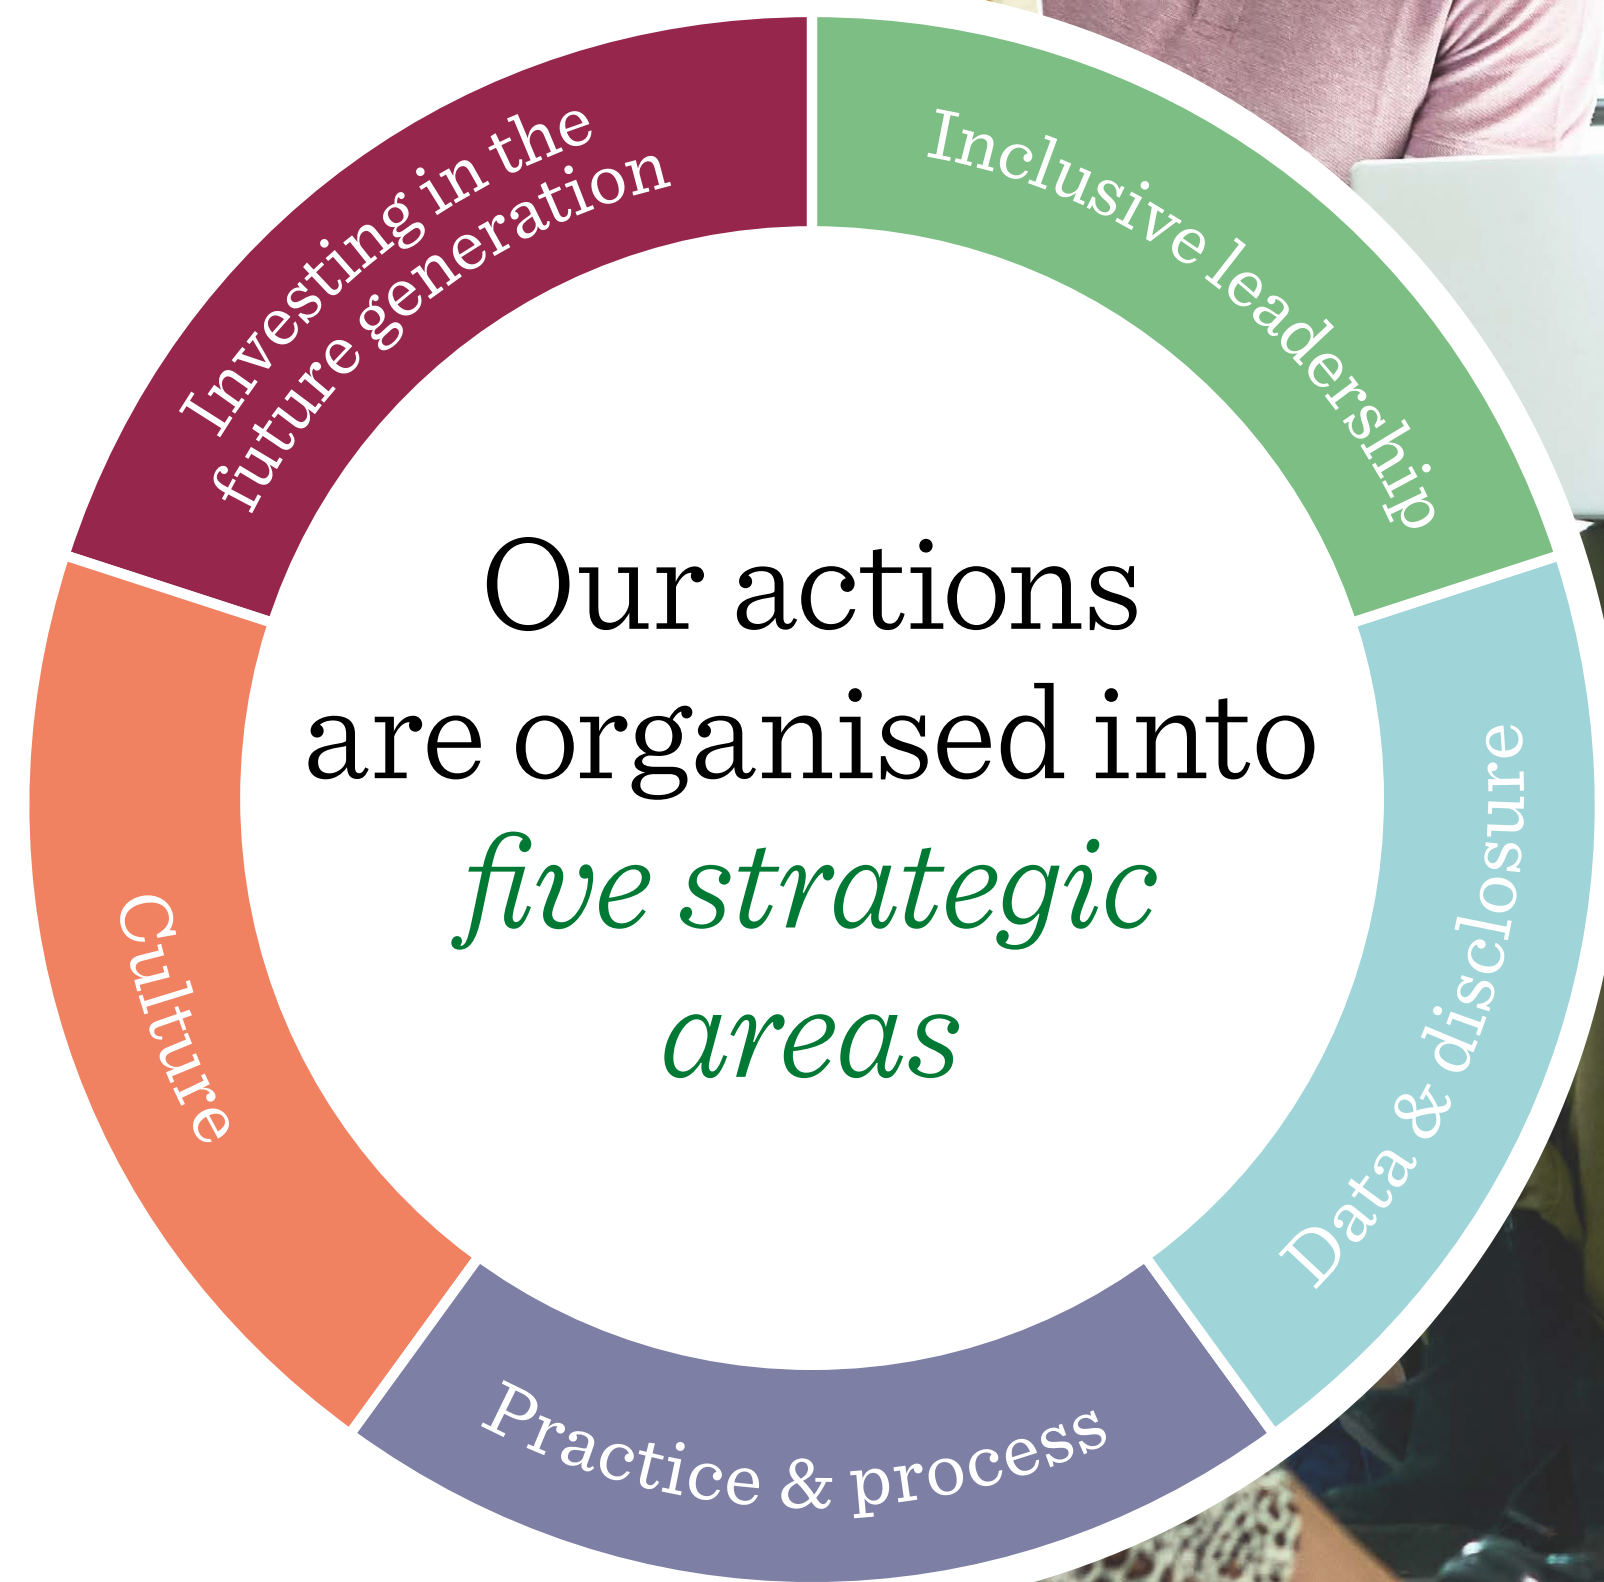 Our actions
are organised into
five strategic
areas
Inclusive leadership
Data & disclosure
Practice & process
Culture
Investing in the
future generation